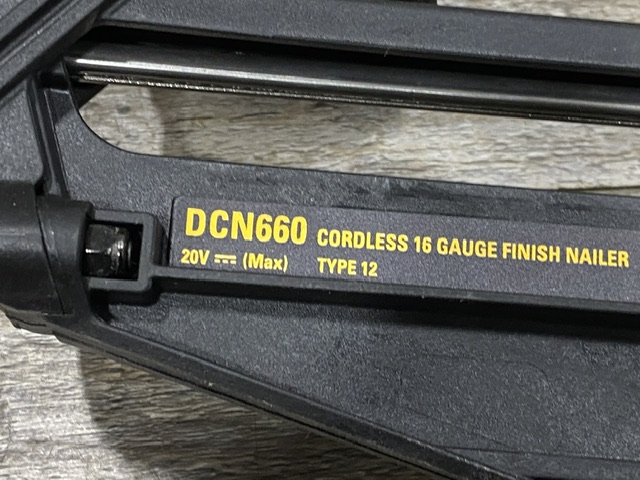 DCN660 CORDLESS 16 GAUGE FINISH NAILER
20V ⎓ (Max) TYPE 12